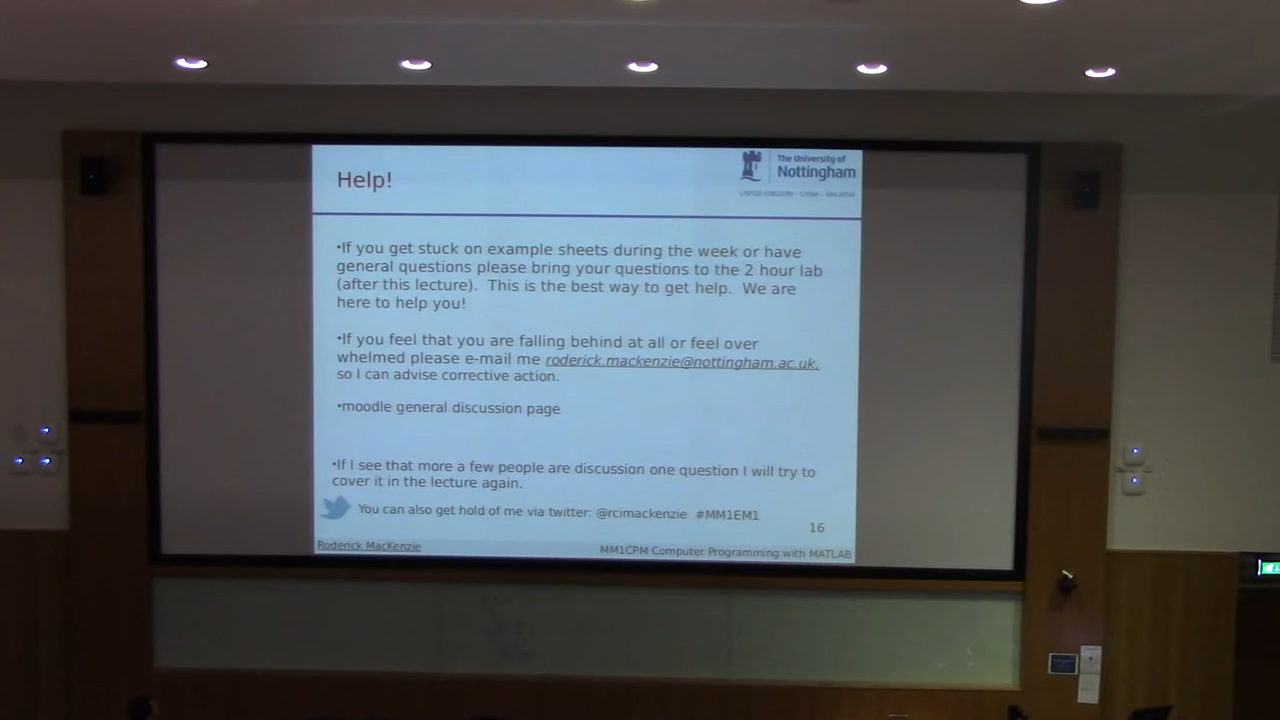 Help!
The University of
Nottingham
UNITED KINGDOM · CHINA · MALAYSIA
•If you get stuck on example sheets during the week or have
general questions please bring your questions to the 2 hour lab
(after this lecture). This is the best way to get help. We are
here to help you!
•If you feel that you are falling behind at all or feel over
whelmed please e-mail me roderick.mackenzie@nottingham.ac.uk,
so I can advise corrective action.
•moodle general discussion page
•If I see that more a few people are discussion one question I will try to
cover it in the lecture again.
You can also get hold of me via twitter: @rcimackenzie #MM1EM1
16
Roderick MacKenzie
MM1CPM Computer Programming with MATLAB